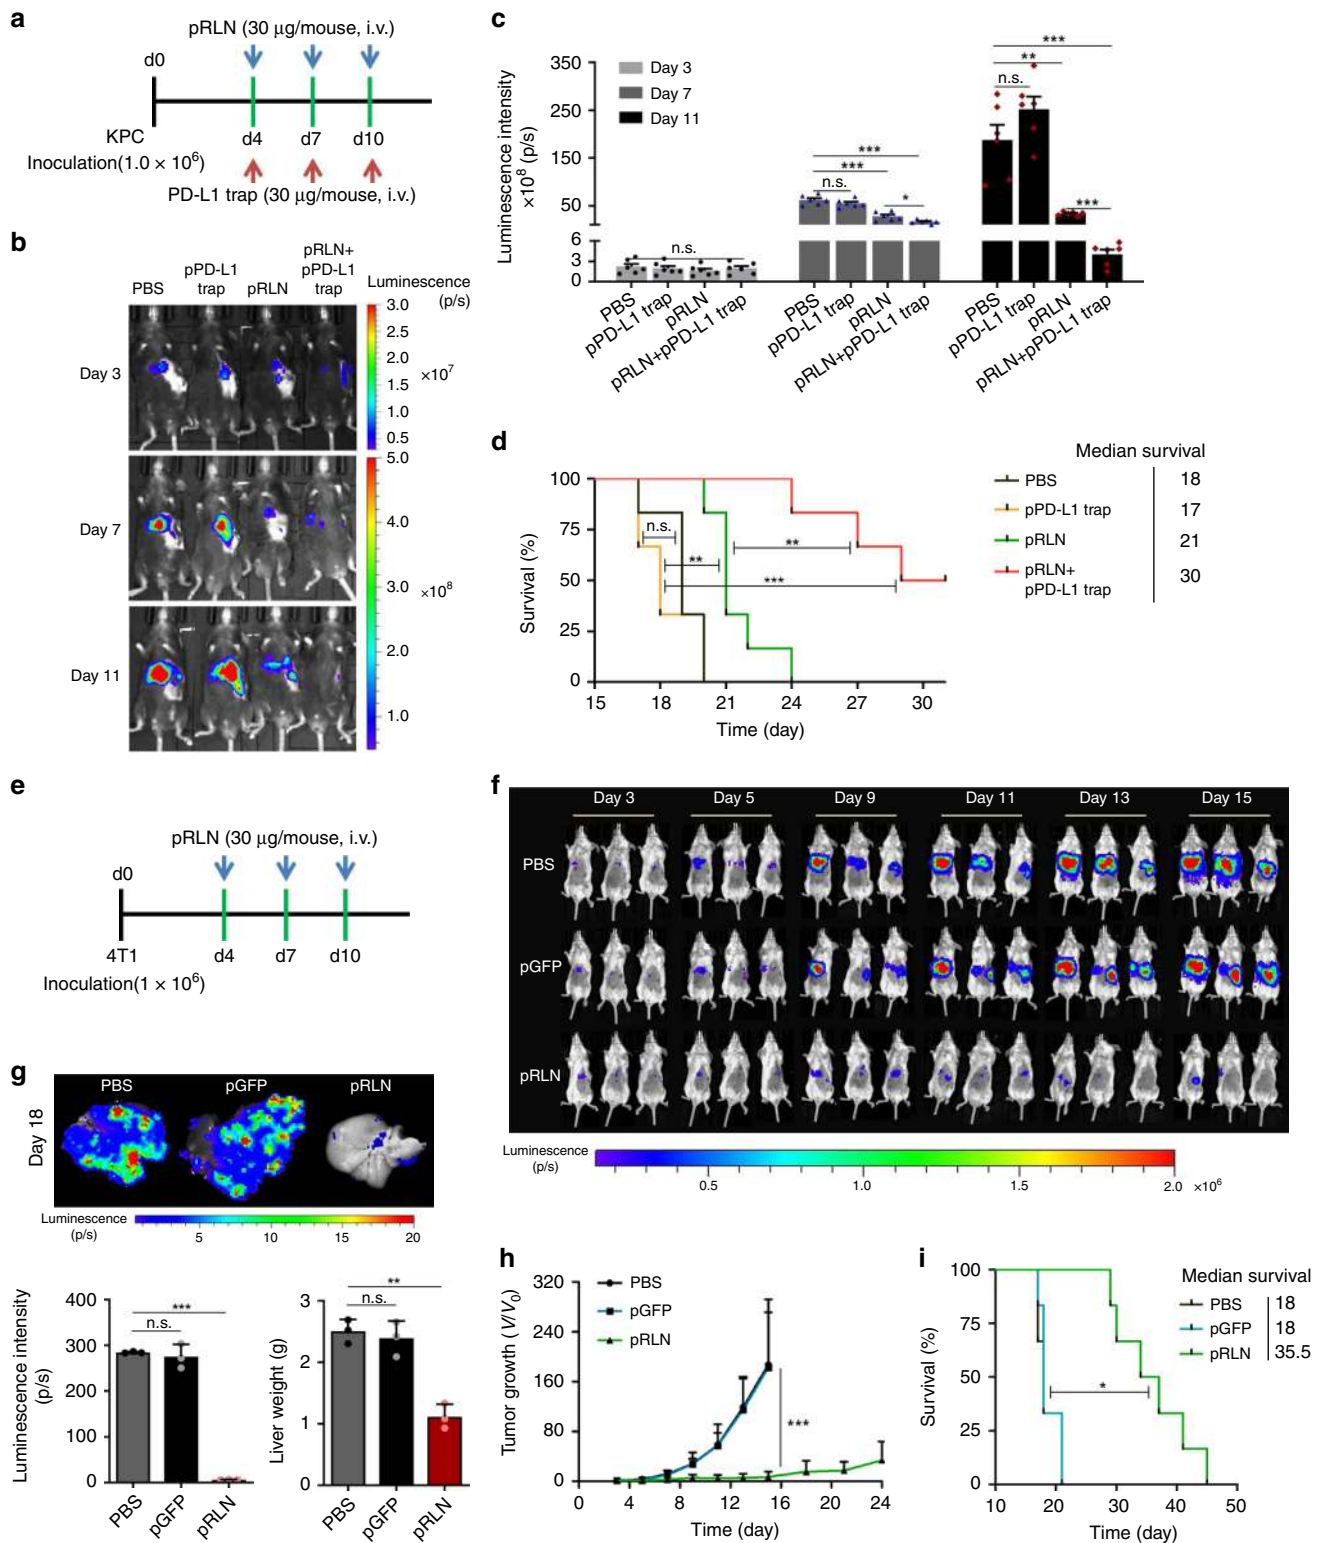 a
pRLN (30 μg/mouse, i.v.)
d0
KPC
d4
d7
d10
Inoculation(1.0 × 10⁶)
PD-L1 trap (30 μg/mouse, i.v.)
b
PBS
pPD-L1 trap
pRLN
pRLN+ pPD-L1 trap
Luminescence (p/s)
Day 3
3.0
2.5
2.0
×10⁷
1.5
1.0
0.5
Day 7
Day 11
5.0
4.0
3.0
×10⁸
2.0
1.0
c
Luminescence intensity
×10⁸ (p/s)
350
250
150
50
6
3
0
Day 3
Day 7
Day 11
n.s.
n.s.
***
***
*
n.s.
**
***
***
PBS
pPD-L1 trap
pRLN
pRLN+pPD-L1 trap
PBS
pPD-L1 trap
pRLN
pRLN+pPD-L1 trap
PBS
pPD-L1 trap
pRLN
pRLN+pPD-L1 trap
d
Survival (%)
100
75
50
25
0
n.s.
**
**
***
15
18
21
24
27
30
Time (day)
Median survival
PBS 18
pPD-L1 trap 17
pRLN 21
pRLN+ pPD-L1 trap 30
e
pRLN (30 μg/mouse, i.v.)
d0
4T1
d4
d7
d10
Inoculation(1 × 10⁶)
f
Day 3
Day 5
Day 9
Day 11
Day 13
Day 15
PBS
pGFP
pRLN
Luminescence (p/s)
0.5
1.0
1.5
2.0
×10⁶
g
PBS
pGFP
pRLN
Day 18
Luminescence (p/s)
5
10
15
20
Luminescence intensity
(p/s)
400
300
200
100
0
***
n.s.
PBS
pGFP
pRLN
Liver weight (g)
3
2
1
0
**
n.s.
PBS
pGFP
pRLN
h
Tumor growth (V/V₀)
320
240
160
80
0
PBS
pGFP
pRLN
***
0
4
8
12
16
20
24
Time (day)
i
Survival (%)
100
75
50
25
0
*
10
20
30
40
50
Time (day)
Median survival
PBS 18
pGFP 18
pRLN 35.5